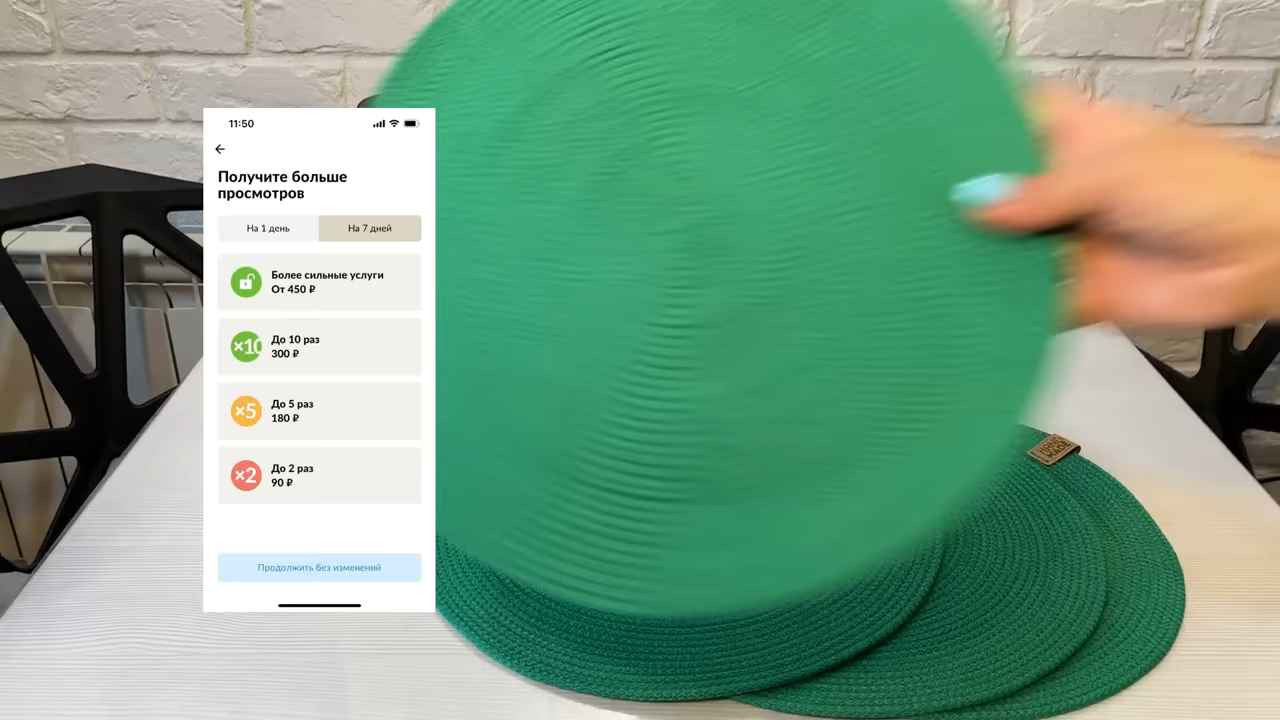 11:50
Получите больше
просмотров
На 1 день
На 7 дней
Более сильные услуги
От 450 ₽
×10
До 10 раз
300 ₽
×5
До 5 раз
180 ₽
×2
До 2 раз
90 ₽
Продолжить без изменений